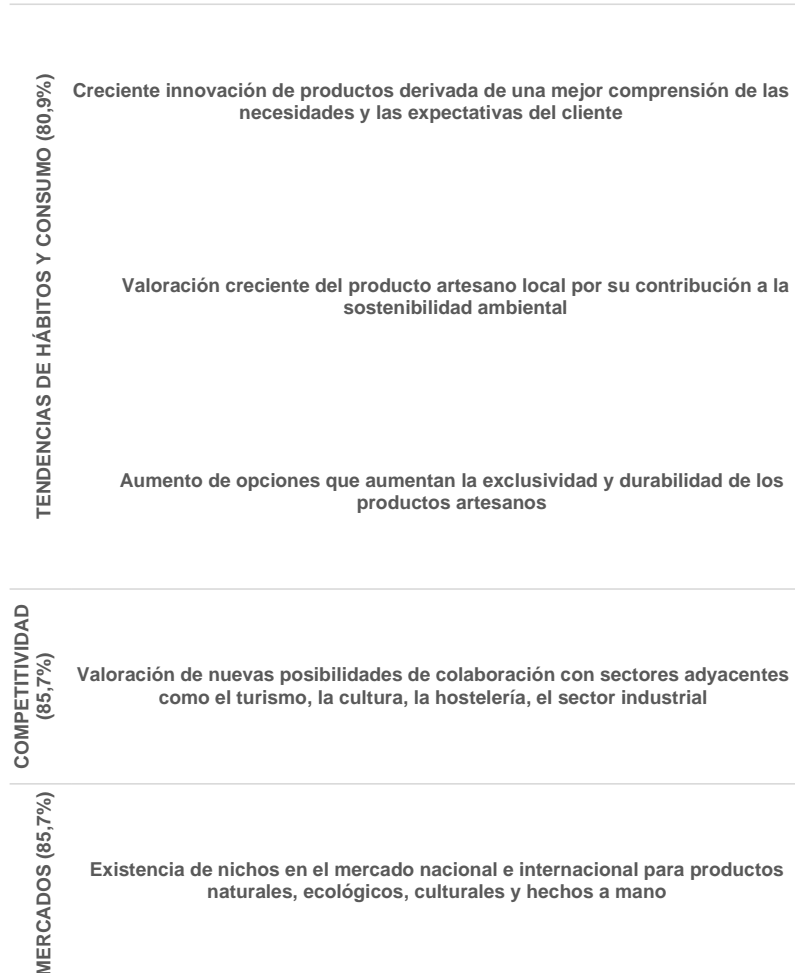 TENDENCIAS DE HÁBITOS Y CONSUMO (80,9%)
Creciente innovación de productos derivada de una mejor comprensión de las
necesidades y las expectativas del cliente
Valoración creciente del producto artesano local por su contribución a la
sostenibilidad ambiental
Aumento de opciones que aumentan la exclusividad y durabilidad de los
productos artesanos
COMPETITIVIDAD
(85,7%)
Valoración de nuevas posibilidades de colaboración con sectores adyacentes
como el turismo, la cultura, la hostelería, el sector industrial
MERCADOS (85,7%)
Existencia de nichos en el mercado nacional e internacional para productos
naturales, ecológicos, culturales y hechos a mano